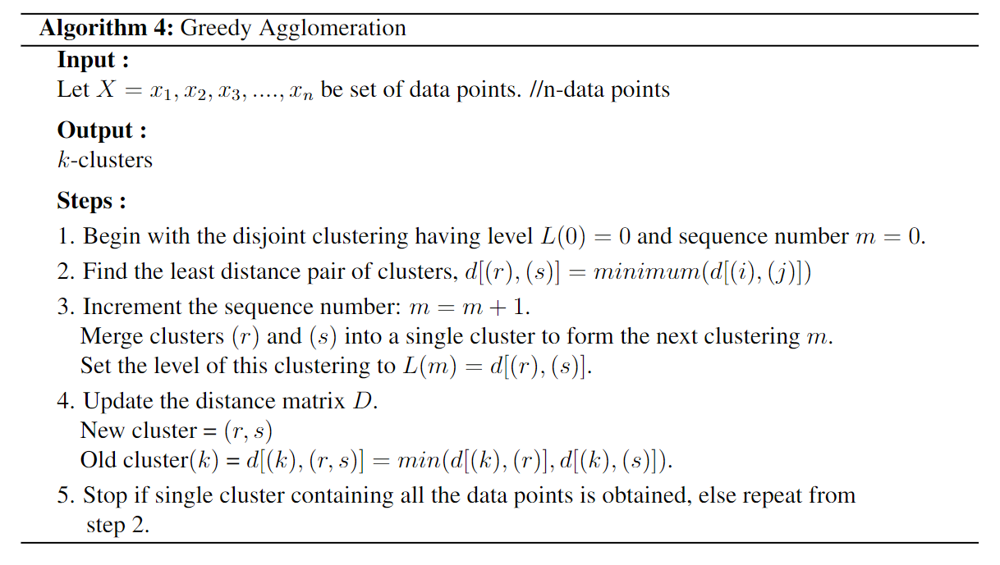 Algorithm 4: Greedy Agglomeration
Input :
Let X = x₁, x₂, x₃, ...., xₙ be set of data points. //n-data points
Output :
k-clusters
Steps :
1. Begin with the disjoint clustering having level L(0) = 0 and sequence number m = 0.
2. Find the least distance pair of clusters, d[(r), (s)] = minimum(d[(i), (j)])
3. Increment the sequence number: m = m + 1.
Merge clusters (r) and (s) into a single cluster to form the next clustering m.
Set the level of this clustering to L(m) = d[(r), (s)].
4. Update the distance matrix D.
New cluster = (r, s)
Old cluster(k) = d[(k), (r, s)] = min(d[(k), (r)], d[(k), (s)]).
5. Stop if single cluster containing all the data points is obtained, else repeat from
step 2.